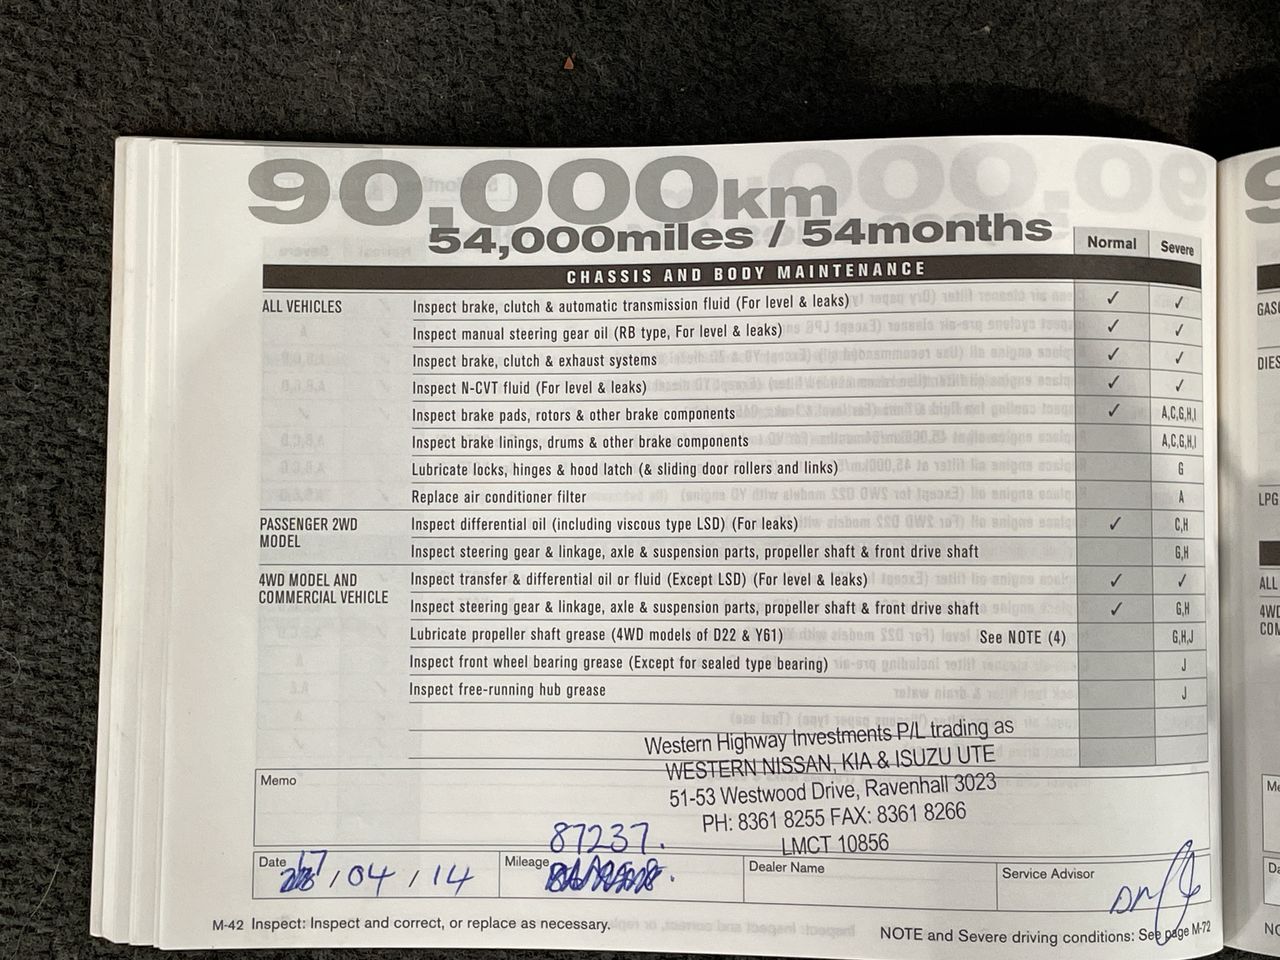 90,000km
54,000miles / 54months
Normal Severe
CHASSIS AND BODY MAINTENANCE
ALL VEHICLES Inspect brake, clutch & automatic transmission fluid (For level & leaks) ✓ ✓
Inspect manual steering gear oil (RB type, For level & leaks) ✓ ✓
Inspect brake, clutch & exhaust systems ✓ ✓
Inspect N-CVT fluid (For level & leaks) ✓ ✓
Inspect brake pads, rotors & other brake components ✓ A,C,G,H,I
Inspect brake linings, drums & other brake components A,C,G,H,I
Lubricate locks, hinges & hood latch (& sliding door rollers and links) G
Replace air conditioner filter A
PASSENGER 2WD MODEL Inspect differential oil (including viscous type LSD) (For leaks) ✓ C,H
Inspect steering gear & linkage, axle & suspension parts, propeller shaft & front drive shaft G,H
4WD MODEL AND COMMERCIAL VEHICLE Inspect transfer & differential oil or fluid (Except LSD) (For level & leaks) ✓ ✓
Inspect steering gear & linkage, axle & suspension parts, propeller shaft & front drive shaft ✓ G,H
Lubricate propeller shaft grease (4WD models of D22 & Y61) See NOTE (4) G,H,J
Inspect front wheel bearing grease (Except for sealed type bearing) J
Inspect free-running hub grease J
Western Highway Investments P/L trading as
WESTERN NISSAN, KIA & ISUZU UTE
51-53 Westwood Drive, Ravenhall 3023
PH: 8361 8255 FAX: 8361 8266
LMCT 10856
Memo
87237.
Date /04/14 Mileage Dealer Name Service Advisor
M-42 Inspect: Inspect and correct, or replace as necessary.
NOTE and Severe driving conditions: See page M-72
LPG
ALL
4WD